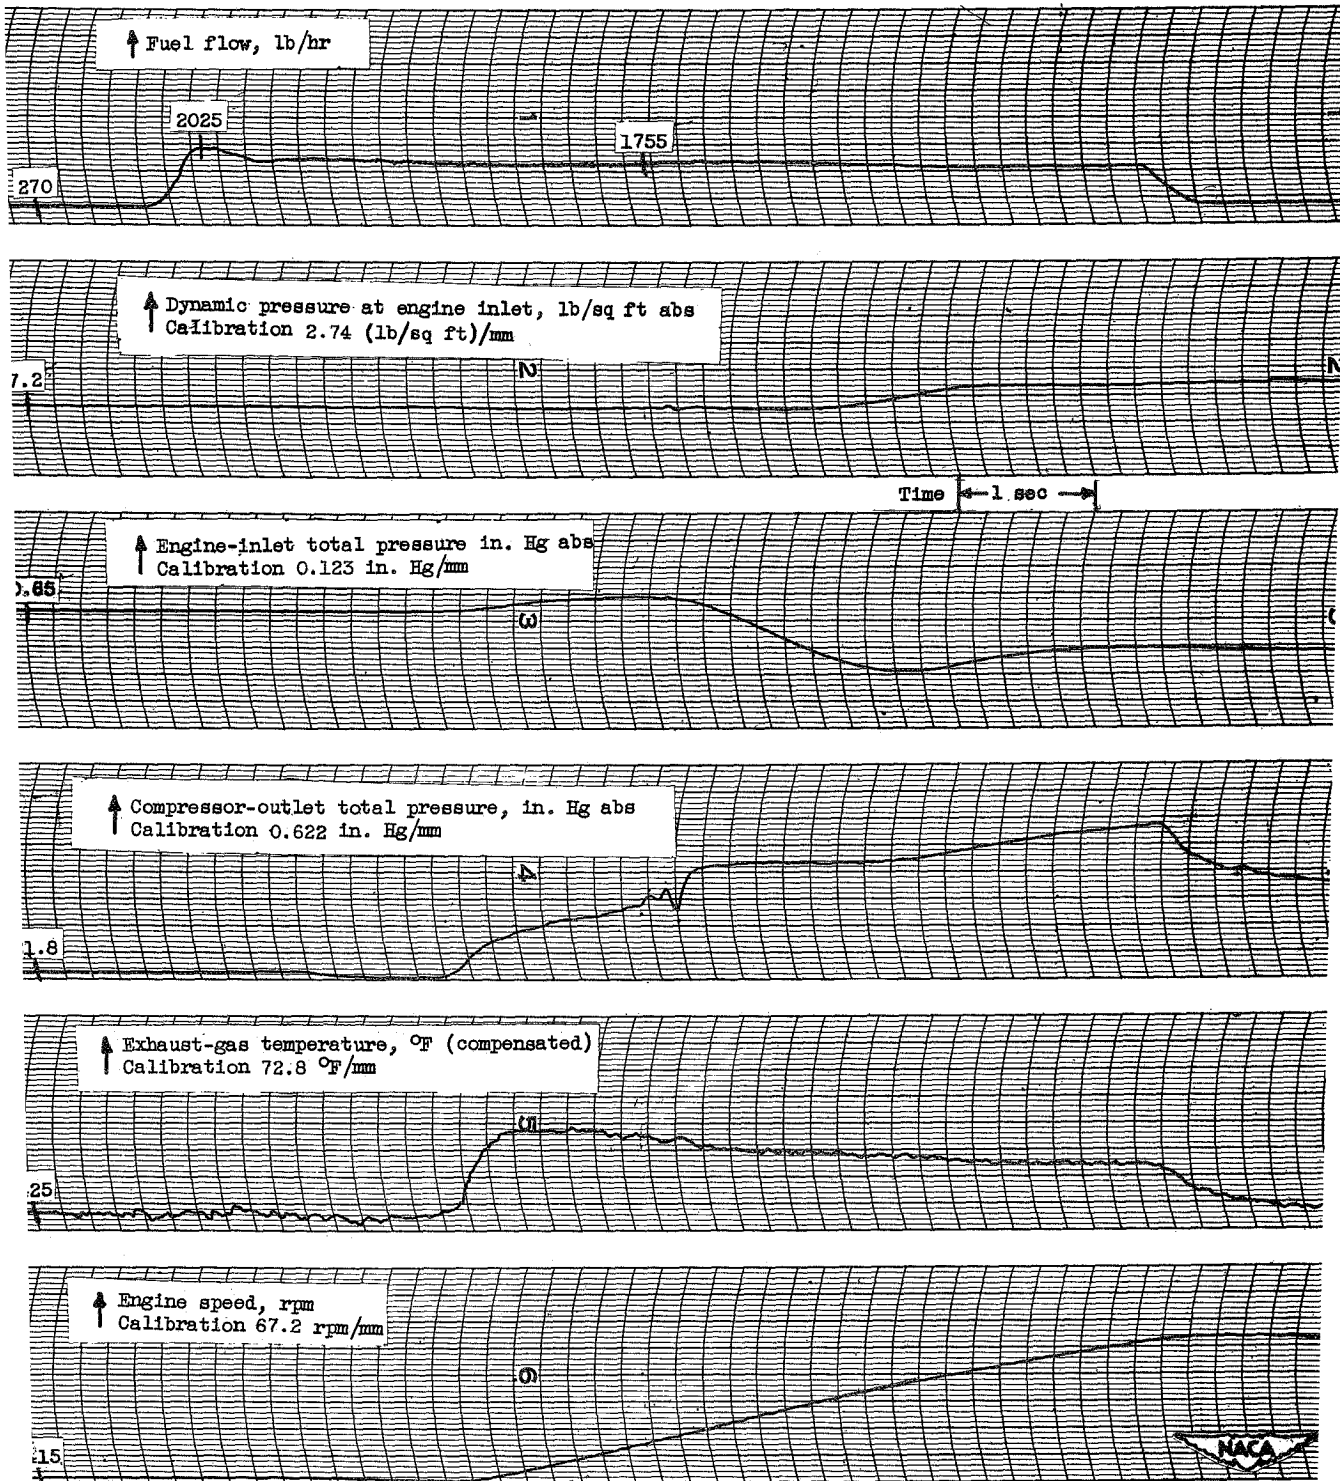 Fuel flow, lb/hr
2025
1755
270
1
Dynamic pressure at engine inlet, lb/sq ft abs
Calibration 2.74 (lb/sq ft)/mm
2
7.2
Time 1 sec
Engine-inlet total pressure in. Hg abs
Calibration 0.123 in. Hg/mm
.65
3
Compressor-outlet total pressure, in. Hg abs
Calibration 0.622 in. Hg/mm
4
1.8
Exhaust-gas temperature, °F (compensated)
Calibration 72.8 °F/mm
5
25
Engine speed, rpm
Calibration 67.2 rpm/mm
6
15
NACA